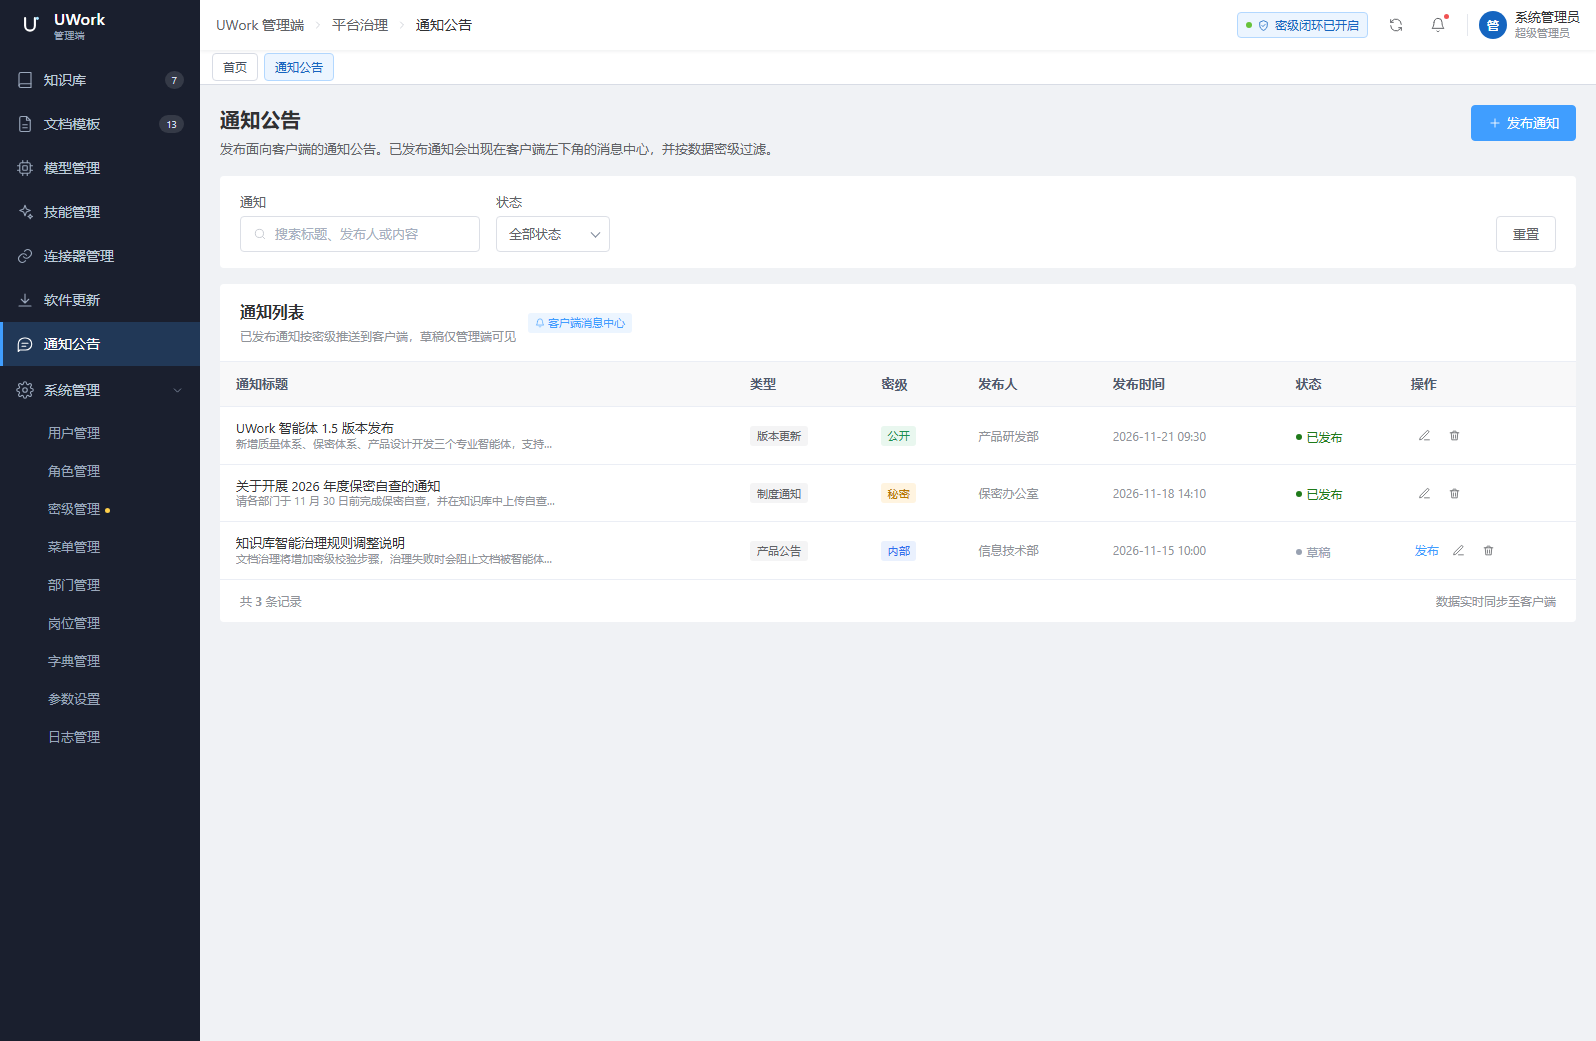 UWork
管理端
知识库
7
文档模板
13
模型管理
技能管理
连接器管理
软件更新
通知公告
系统管理
用户管理
角色管理
密级管理
菜单管理
部门管理
岗位管理
字典管理
参数设置
日志管理
UWork 管理端
平台治理
通知公告
密级闭环已开启
管
系统管理员
超级管理员
首页
通知公告
通知公告
发布面向客户端的通知公告。已发布通知会出现在客户端左下角的消息中心，并按数据密级过滤。
发布通知
通知
状态
搜索标题、发布人或内容
全部状态
重置
通知列表
已发布通知按密级推送到客户端，草稿仅管理端可见
客户端消息中心
通知标题 类型 密级 发布人 发布时间 状态 操作
UWork 智能体 1.5 版本发布
新增质量体系、保密体系、产品设计开发三个专业智能体，支持...
版本更新 公开 产品研发部 2026-11-21 09:30 已发布
关于开展 2026 年度保密自查的通知
请各部门于 11 月 30 日前完成保密自查，并在知识库中上传自查...
制度通知 秘密 保密办公室 2026-11-18 14:10 已发布
知识库智能治理规则调整说明
文档治理将增加密级校验步骤，治理失败时会阻止文档被智能体...
产品公告 内部 信息技术部 2026-11-15 10:00 草稿 发布
共 3 条记录
数据实时同步至客户端